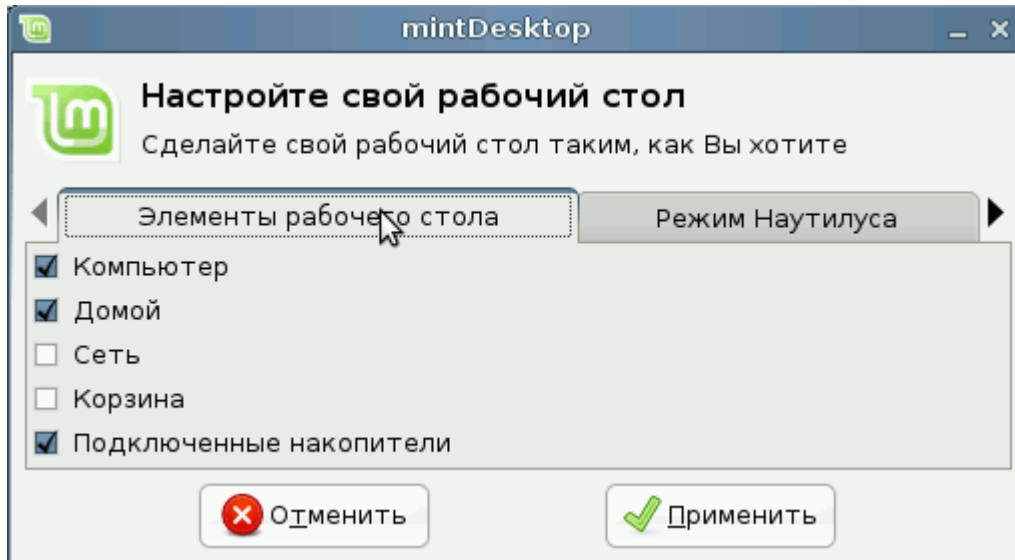 mintDesktop
Настройте свой рабочий стол
Сделайте свой рабочий стол таким, как Вы хотите
Элементы рабочего стола Режим Наутилуса
Компьютер
Домой
Сеть
Корзина
Подключенные накопители
Отменить Применить